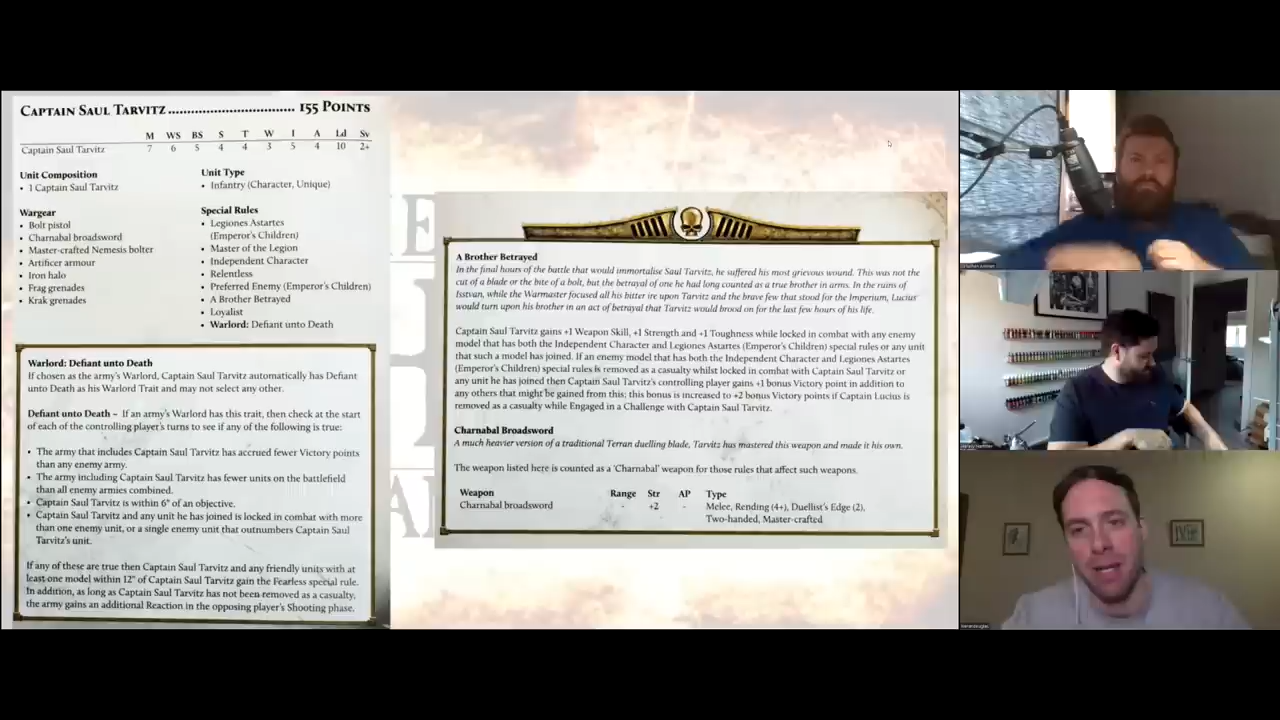 CAPTAIN SAUL TARVITZ .................................. 155 POINTS
M WS BS S T W I A Ld Sv
Captain Saul Tarvitz 7 6 5 4 4 3 5 4 10 2+
Unit Composition
• 1 Captain Saul Tarvitz
Unit Type
• Infantry (Character, Unique)
Wargear
• Bolt pistol
• Charnabal broadsword
• Master-crafted Nemesis bolter
• Artificer armour
• Iron halo
• Frag grenades
• Krak grenades
Special Rules
• Legiones Astartes
(Emperor's Children)
• Master of the Legion
• Independent Character
• Relentless
• Preferred Enemy (Emperor's Children)
• A Brother Betrayed
• Loyalist
• Warlord: Defiant unto Death
Warlord: Defiant unto Death
If chosen as the army's Warlord, Captain Saul Tarvitz automatically has Defiant
unto Death as his Warlord Trait and may not select any other.
Defiant unto Death – If an army's Warlord has this trait, then check at the start
of each of the controlling player's turns to see if any of the following is true:
• The army that includes Captain Saul Tarvitz has accrued fewer Victory points
than any enemy army.
• The army including Captain Saul Tarvitz has fewer units on the battlefield
than all enemy armies combined.
• Captain Saul Tarvitz is within 6" of an objective.
• Captain Saul Tarvitz and any unit he has joined is locked in combat with more
than one enemy unit, or a single enemy unit that outnumbers Captain Saul
Tarvitz's unit.
If any of these are true then Captain Saul Tarvitz and any friendly units with at
least one model within 12" of Captain Saul Tarvitz gain the Fearless special rule.
In addition, as long as Captain Saul Tarvitz has not been removed as a casualty,
the army gains an additional Reaction in the opposing player's Shooting phase.
A Brother Betrayed
In the final hours of the battle that would immortalise Saul Tarvitz, he suffered his most grievous wound. This was not the
cut of a blade or the bite of a bolt, but the betrayal of one he had long counted as a true brother in arms. In the ruins of
Isstvan, while the Warmaster focused all his bitter ire upon Tarvitz and the brave few that stood for the Imperium, Lucius
would turn upon his brother in an act of betrayal that Tarvitz would brood on for the last few hours of his life.
Captain Saul Tarvitz gains +1 Weapon Skill, +1 Strength and +1 Toughness while locked in combat with any enemy
model that has both the Independent Character and Legiones Astartes (Emperor's Children) special rules or any unit
that such a model has joined. If an enemy model that has both the Independent Character and Legiones Astartes
(Emperor's Children) special rules is removed as a casualty whilst locked in combat with Captain Saul Tarvitz or
any unit he has joined then Captain Saul Tarvitz's controlling player gains +1 bonus Victory point in addition to
any others that might be gained from this; this bonus is increased to +2 bonus Victory points if Captain Lucius is
removed as a casualty while Engaged in a Challenge with Captain Saul Tarvitz.
Charnabal Broadsword
A much heavier version of a traditional Terran duelling blade, Tarvitz has mastered this weapon and made it his own.
The weapon listed here is counted as a 'Charnabal' weapon for those rules that affect such weapons.
Weapon Range Str AP Type
Charnabal broadsword - +2 - Melee, Rending (4+), Duellist's Edge (2),
Two-handed, Master-crafted